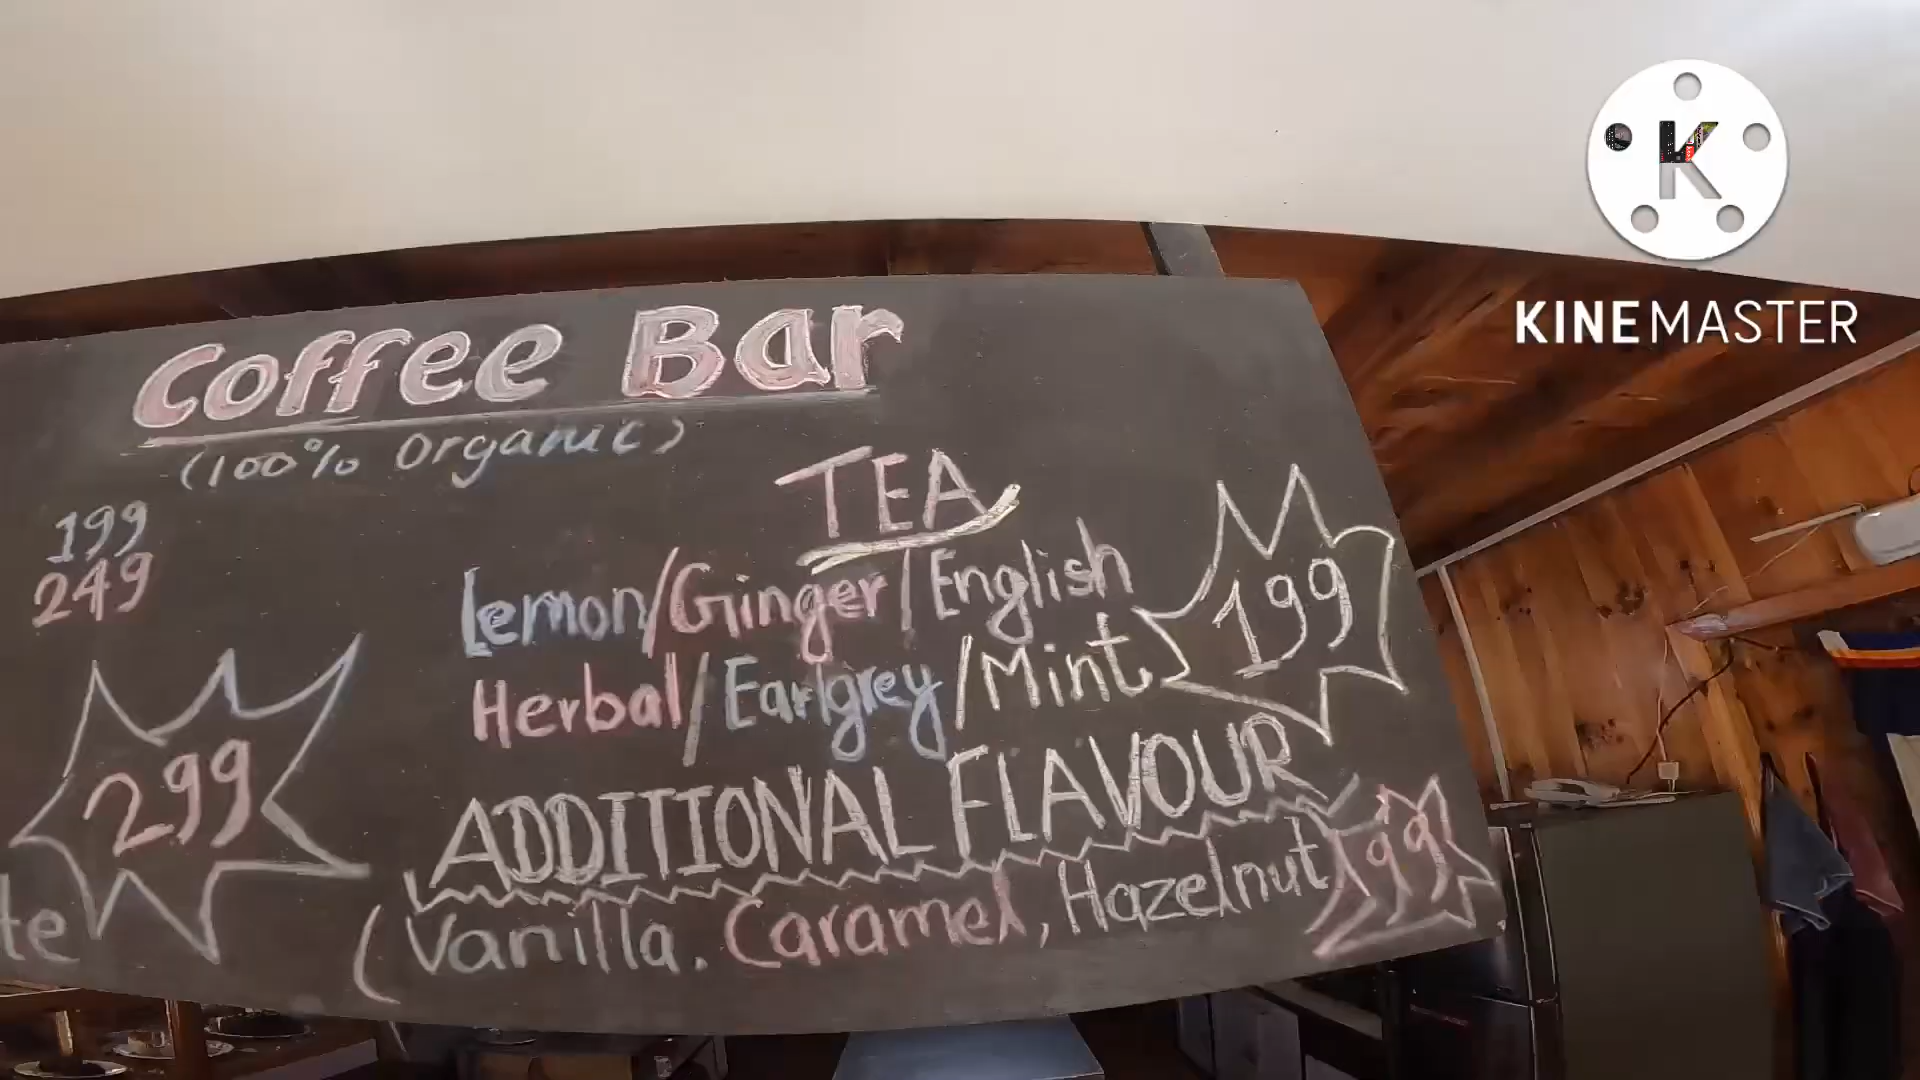 Coffee Bar
(100% Organic)
199
249
299
te
TEA
Lemon/Ginger/English
Herbal/Earlgrey/Mint
199
ADDITIONAL FLAVOUR
(Vanilla, Caramel, Hazelnut)
99
K
KINEMASTER